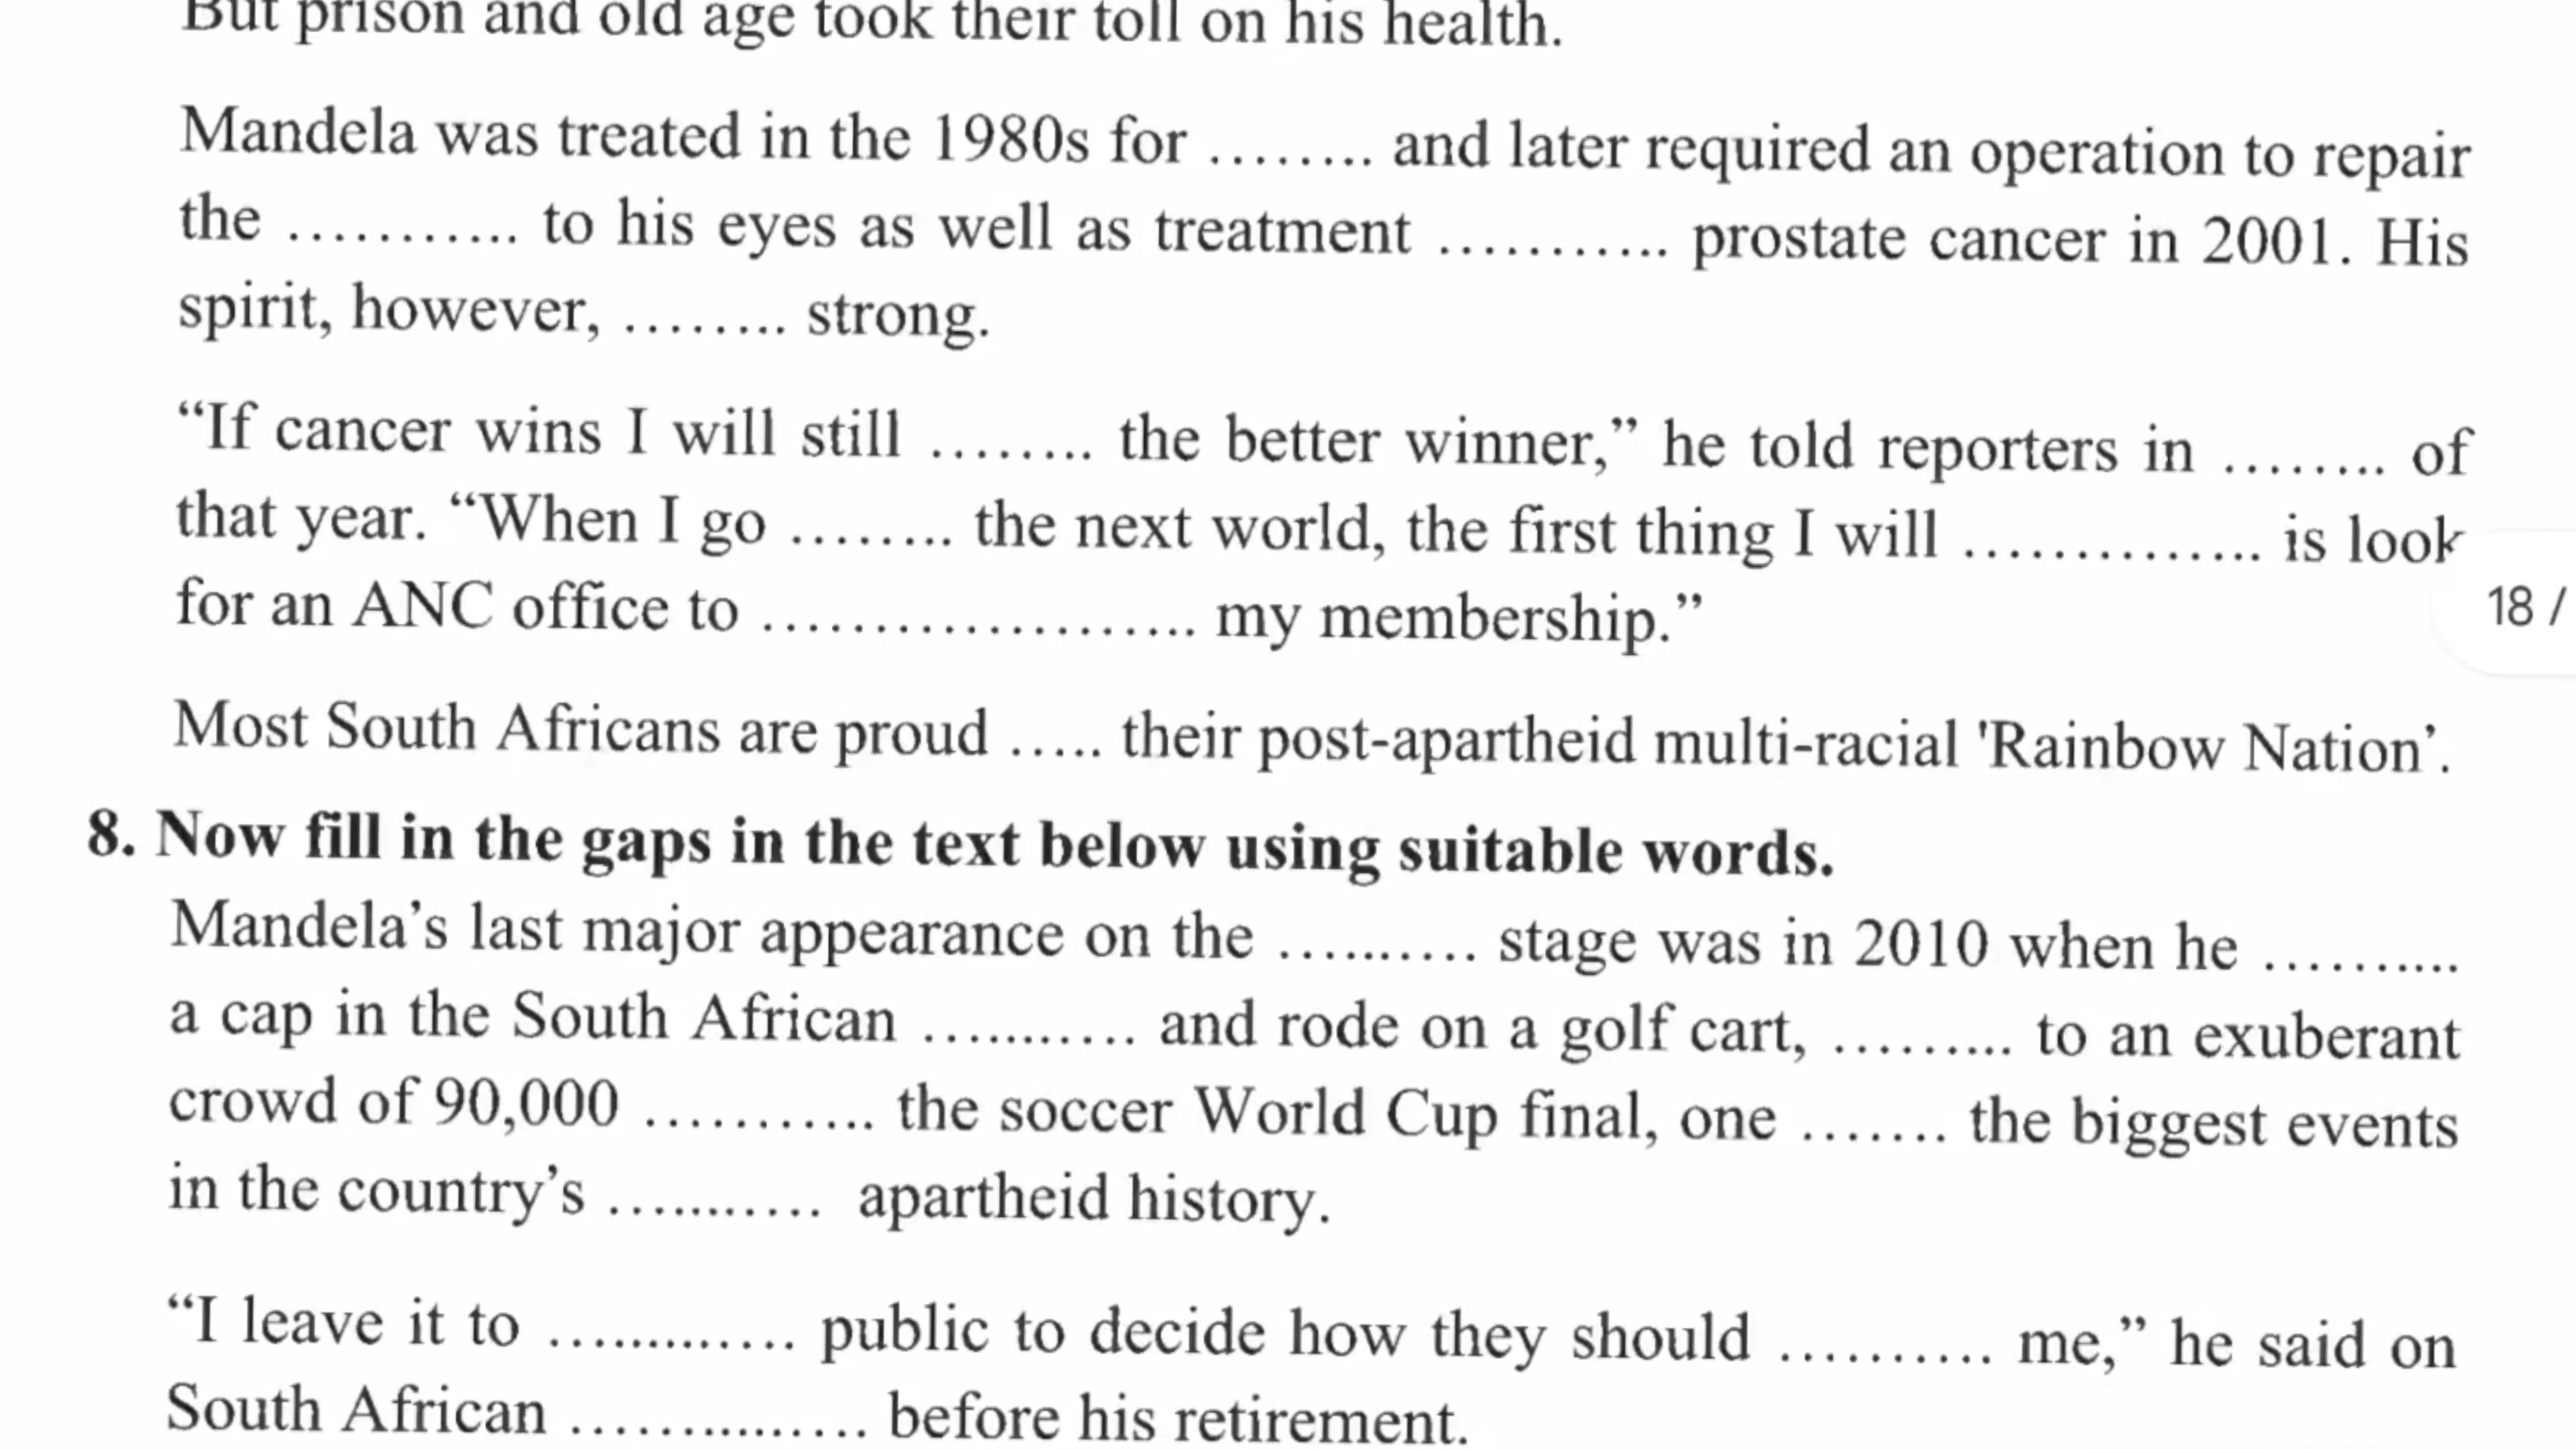 But prison and old age took their toll on his health.
Mandela was treated in the 1980s for ........ and later required an operation to repair
the ........... to his eyes as well as treatment ........... prostate cancer in 2001. His
spirit, however, ........ strong.
“If cancer wins I will still ........ the better winner,” he told reporters in ........ of
that year. “When I go ........ the next world, the first thing I will .............. is look
for an ANC office to .................... my membership.”
Most South Africans are proud ..... their post-apartheid multi-racial 'Rainbow Nation’.
8. Now fill in the gaps in the text below using suitable words.
Mandela’s last major appearance on the .......... stage was in 2010 when he ..........
a cap in the South African ........... and rode on a golf cart, ......... to an exuberant
crowd of 90,000 ........... the soccer World Cup final, one ....... the biggest events
in the country’s ........... apartheid history.
“I leave it to ............. public to decide how they should .......... me,” he said on
South African ............... before his retirement.
18 /